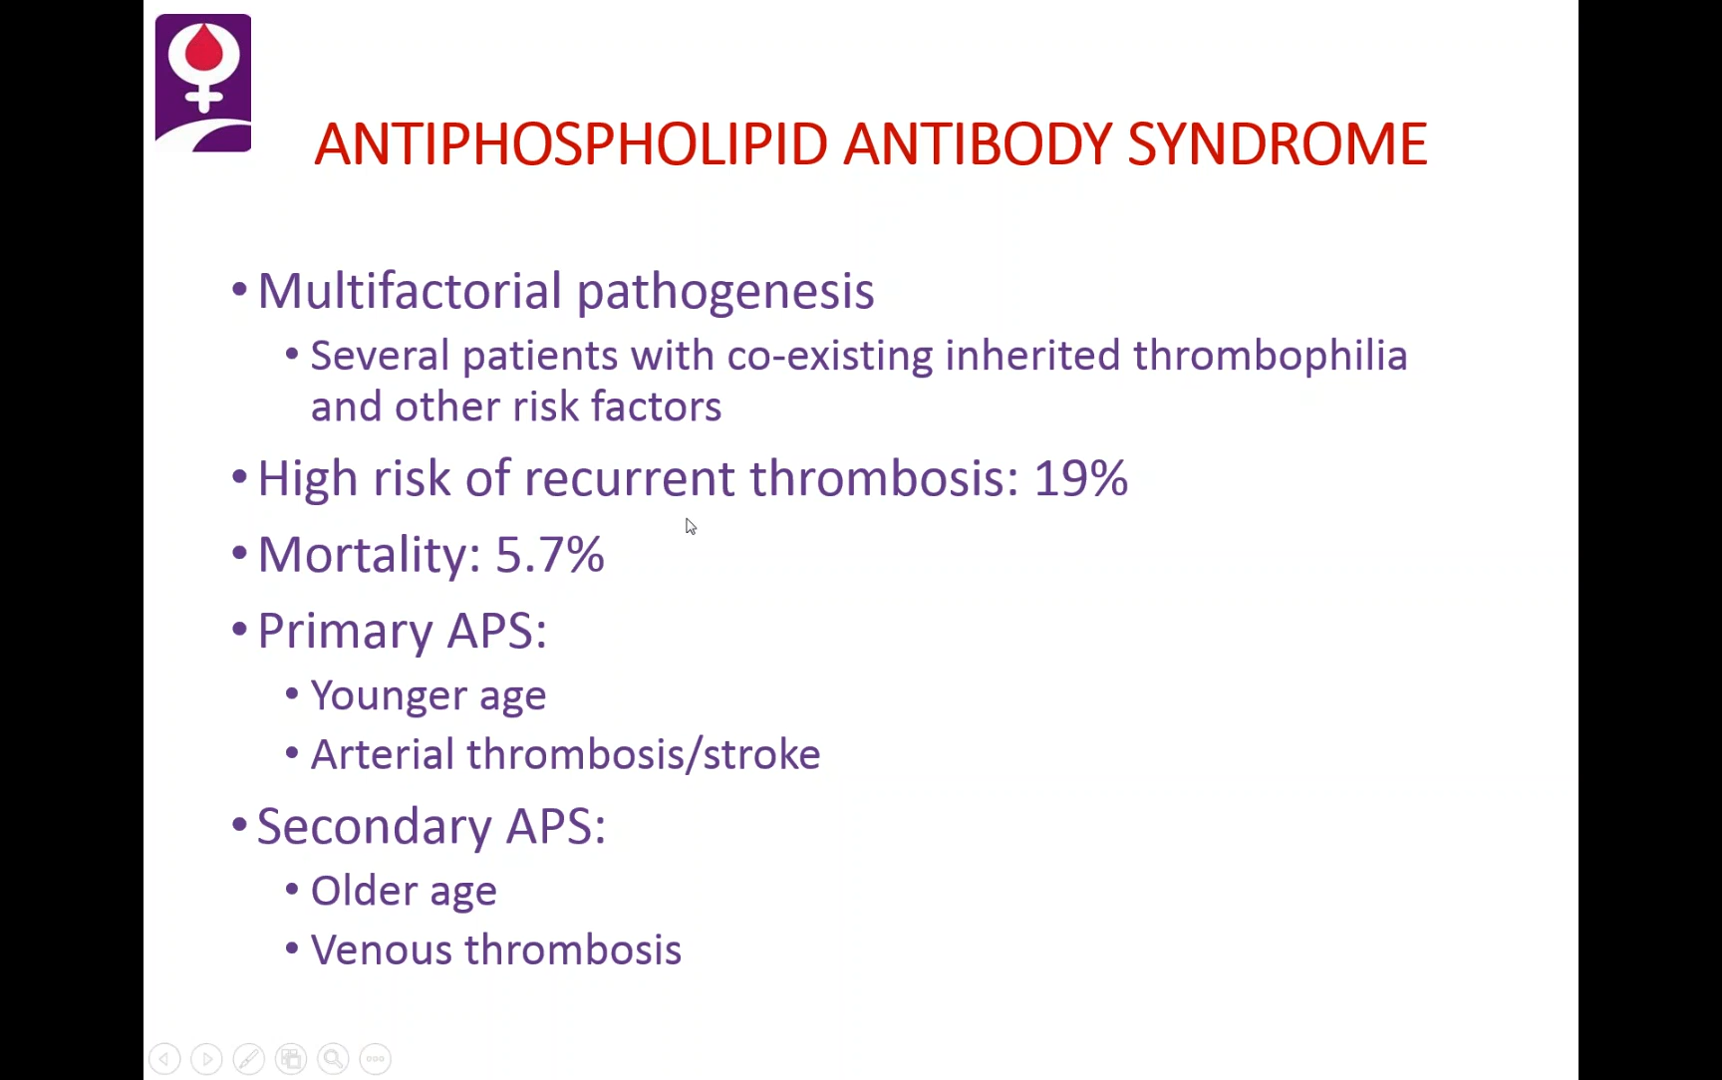 ANTIPHOSPHOLIPID ANTIBODY SYNDROME
• Multifactorial pathogenesis
• Several patients with co-existing inherited thrombophilia
and other risk factors
• High risk of recurrent thrombosis: 19%
• Mortality: 5.7%
• Primary APS:
• Younger age
• Arterial thrombosis/stroke
• Secondary APS:
• Older age
• Venous thrombosis